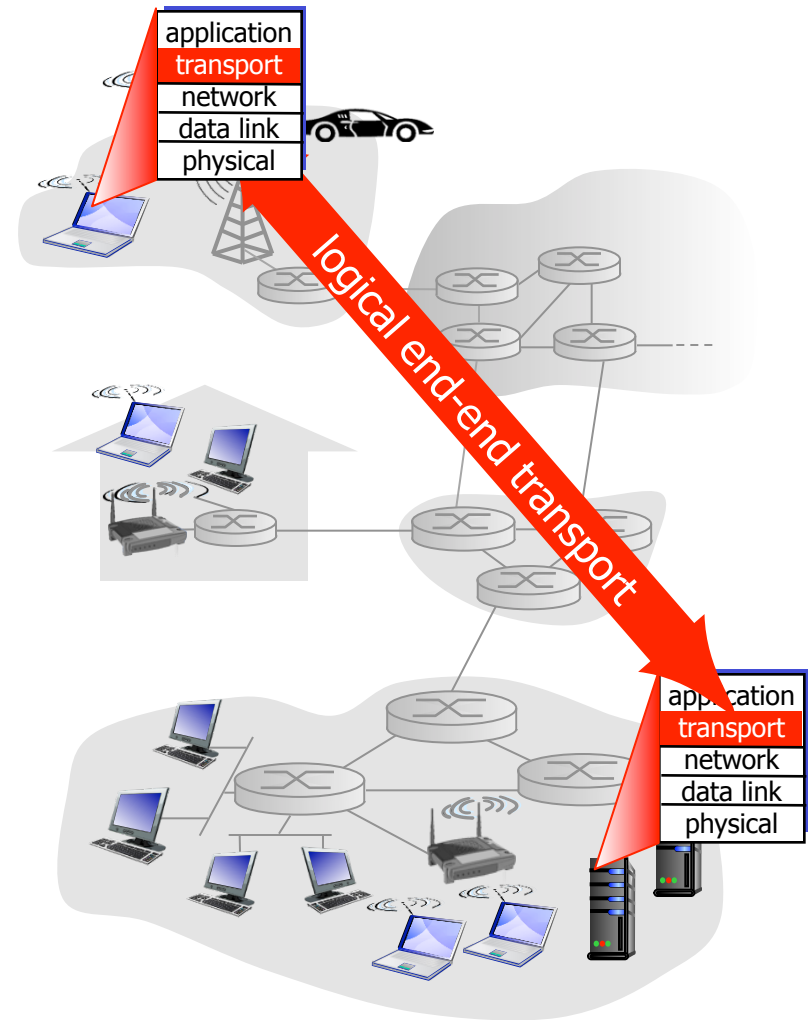 application
transport
network
data link
physical
logical end-end transport
application
transport
network
data link
physical